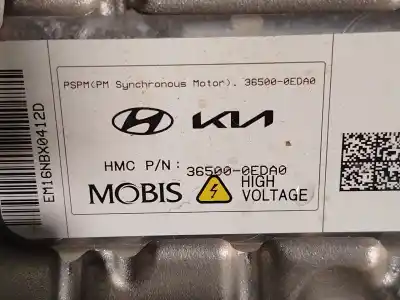 PSPM(PM Synchronous Motor). 36500-0EDA0
KIA
HMC P/N: 36500-0EDA0
MOBIS
HIGH
VOLTAGE
EM16NBX0412D